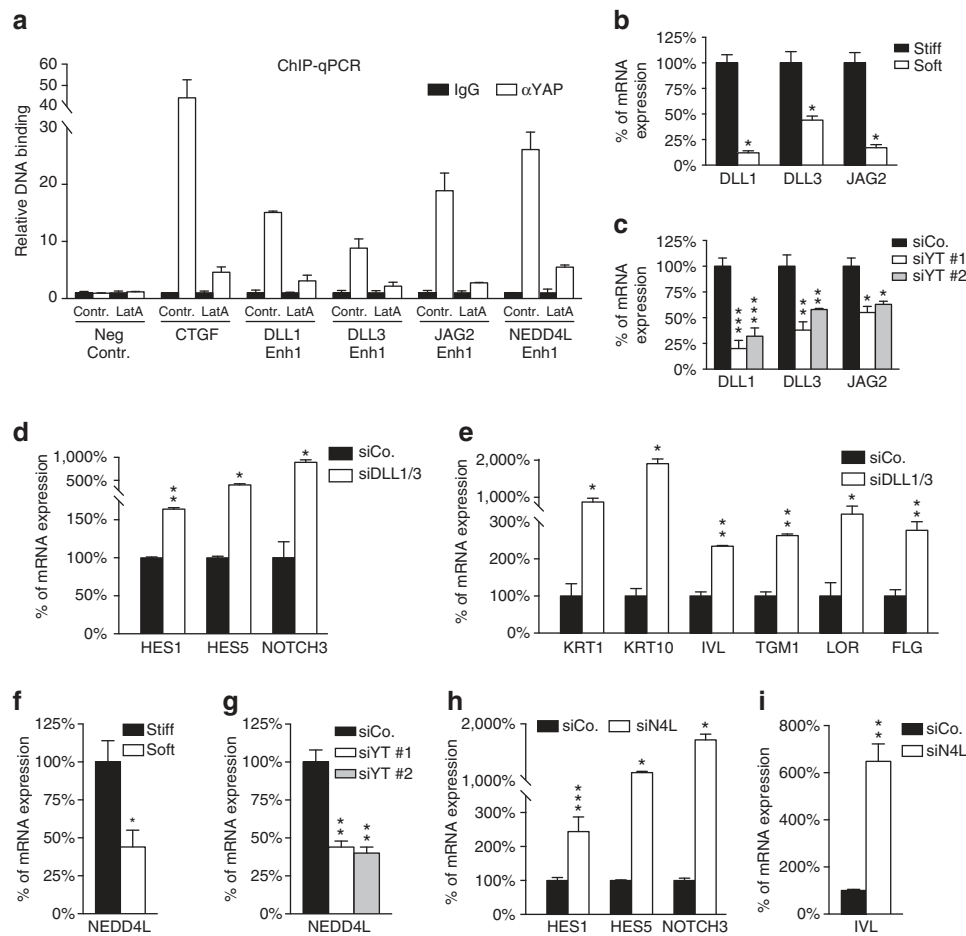 a
ChIP-qPCR
IgG
αYAP
Relative DNA binding
60
50
40
30
20
10
0
Contr. LatA Contr. LatA Contr. LatA Contr. LatA Contr. LatA Contr. LatA
Neg Contr.
CTGF
DLL1 Enh1
DLL3 Enh1
JAG2 Enh1
NEDD4L Enh1
b
Stiff
Soft
% of mRNA expression
125%
100%
75%
50%
25%
0%
* * *
DLL1 DLL3 JAG2
c
siCo.
siYT #1
siYT #2
% of mRNA expression
125%
100%
75%
50%
25%
0%
*** *** ** ** * *
DLL1 DLL3 JAG2
d
siCo.
siDLL1/3
% of mRNA expression
1,000%
500%
150%
100%
50%
0%
** * *
HES1 HES5 NOTCH3
e
siCo.
siDLL1/3
% of mRNA expression
2,000%
1,000%
300%
200%
100%
0%
* * ** ** * **
KRT1 KRT10 IVL TGM1 LOR FLG
f
Stiff
Soft
% of mRNA expression
125%
100%
75%
50%
25%
0%
*
NEDD4L
g
siCo.
siYT #1
siYT #2
% of mRNA expression
125%
100%
75%
50%
25%
0%
** **
NEDD4L
h
siCo. siN4L
% of mRNA expression
2,000%
1,000%
300%
200%
100%
0%
*** * *
HES1 HES5 NOTCH3
i
siCo.
siN4L
% of mRNA expression
800%
600%
400%
200%
0%
**
IVL